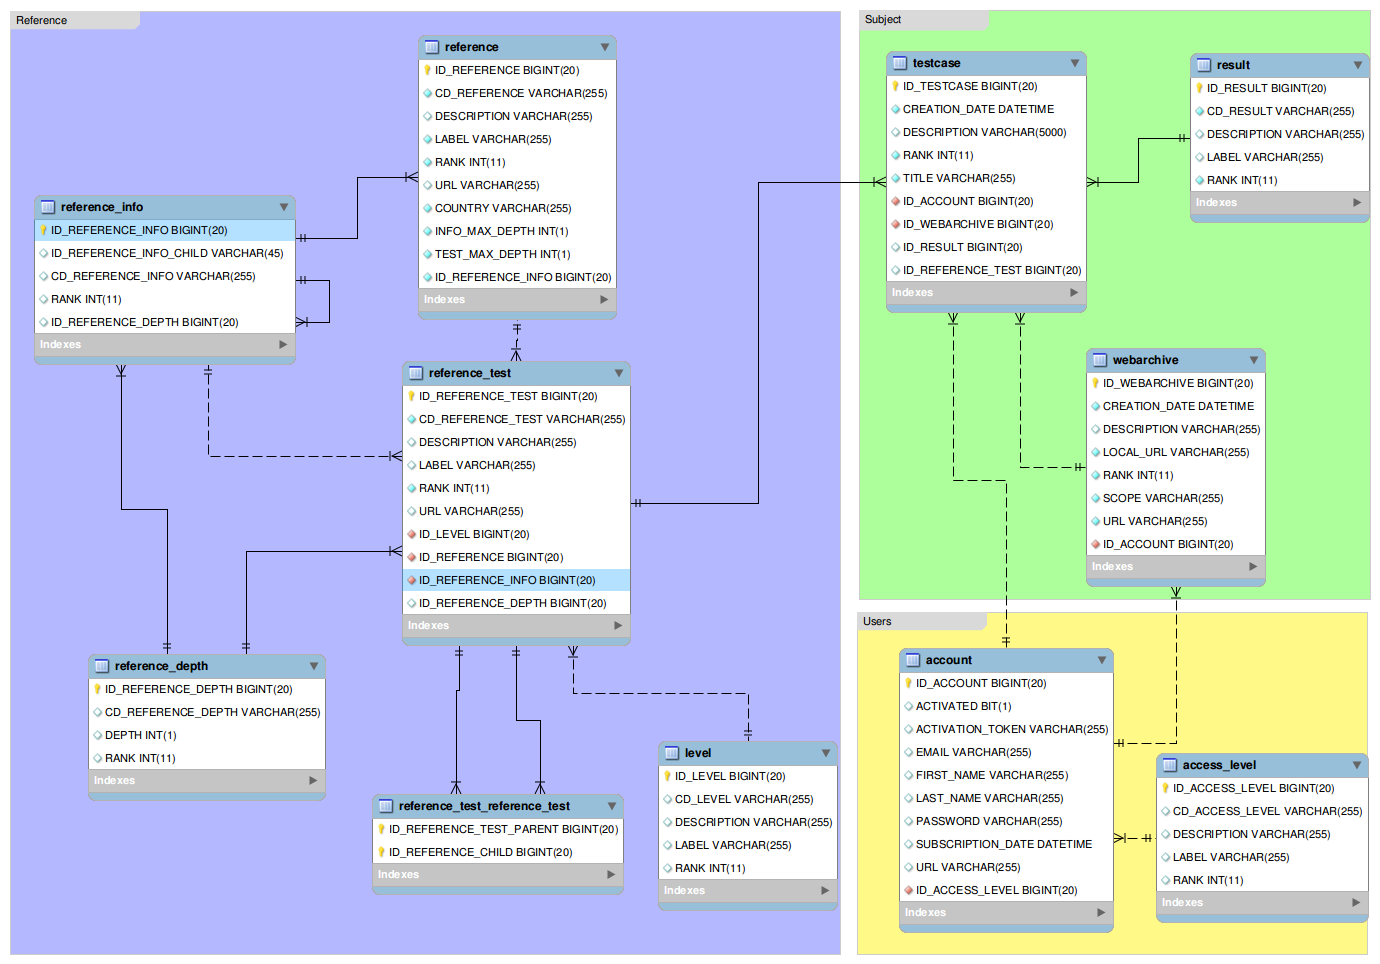 Reference
reference
ID_REFERENCE BIGINT(20)
CD_REFERENCE VARCHAR(255)
DESCRIPTION VARCHAR(255)
LABEL VARCHAR(255)
RANK INT(11)
URL VARCHAR(255)
COUNTRY VARCHAR(255)
INFO_MAX_DEPTH INT(1)
TEST_MAX_DEPTH INT(1)
ID_REFERENCE_INFO BIGINT(20)
Indexes
reference_info
ID_REFERENCE_INFO BIGINT(20)
ID_REFERENCE_INFO_CHILD VARCHAR(45)
CD_REFERENCE_INFO VARCHAR(255)
RANK INT(11)
ID_REFERENCE_DEPTH BIGINT(20)
Indexes
reference_test
ID_REFERENCE_TEST BIGINT(20)
CD_REFERENCE_TEST VARCHAR(255)
DESCRIPTION VARCHAR(255)
LABEL VARCHAR(255)
RANK INT(11)
URL VARCHAR(255)
ID_LEVEL BIGINT(20)
ID_REFERENCE BIGINT(20)
ID_REFERENCE_INFO BIGINT(20)
ID_REFERENCE_DEPTH BIGINT(20)
Indexes
reference_depth
ID_REFERENCE_DEPTH BIGINT(20)
CD_REFERENCE_DEPTH VARCHAR(255)
DEPTH INT(1)
RANK INT(11)
Indexes
reference_test_reference_test
ID_REFERENCE_TEST_PARENT BIGINT(20)
ID_REFERENCE_CHILD BIGINT(20)
Indexes
level
ID_LEVEL BIGINT(20)
CD_LEVEL VARCHAR(255)
DESCRIPTION VARCHAR(255)
LABEL VARCHAR(255)
RANK INT(11)
Indexes
Subject
testcase
ID_TESTCASE BIGINT(20)
CREATION_DATE DATETIME
DESCRIPTION VARCHAR(5000)
RANK INT(11)
TITLE VARCHAR(255)
ID_ACCOUNT BIGINT(20)
ID_WEBARCHIVE BIGINT(20)
ID_RESULT BIGINT(20)
ID_REFERENCE_TEST BIGINT(20)
Indexes
result
ID_RESULT BIGINT(20)
CD_RESULT VARCHAR(255)
DESCRIPTION VARCHAR(255)
LABEL VARCHAR(255)
RANK INT(11)
Indexes
webarchive
ID_WEBARCHIVE BIGINT(20)
CREATION_DATE DATETIME
DESCRIPTION VARCHAR(255)
LOCAL_URL VARCHAR(255)
RANK INT(11)
SCOPE VARCHAR(255)
URL VARCHAR(255)
ID_ACCOUNT BIGINT(20)
Indexes
Users
account
ID_ACCOUNT BIGINT(20)
ACTIVATED BIT(1)
ACTIVATION_TOKEN VARCHAR(255)
EMAIL VARCHAR(255)
FIRST_NAME VARCHAR(255)
LAST_NAME VARCHAR(255)
PASSWORD VARCHAR(255)
SUBSCRIPTION_DATE DATETIME
URL VARCHAR(255)
ID_ACCESS_LEVEL BIGINT(20)
Indexes
access_level
ID_ACCESS_LEVEL BIGINT(20)
CD_ACCESS_LEVEL VARCHAR(255)
DESCRIPTION VARCHAR(255)
LABEL VARCHAR(255)
RANK INT(11)
Indexes